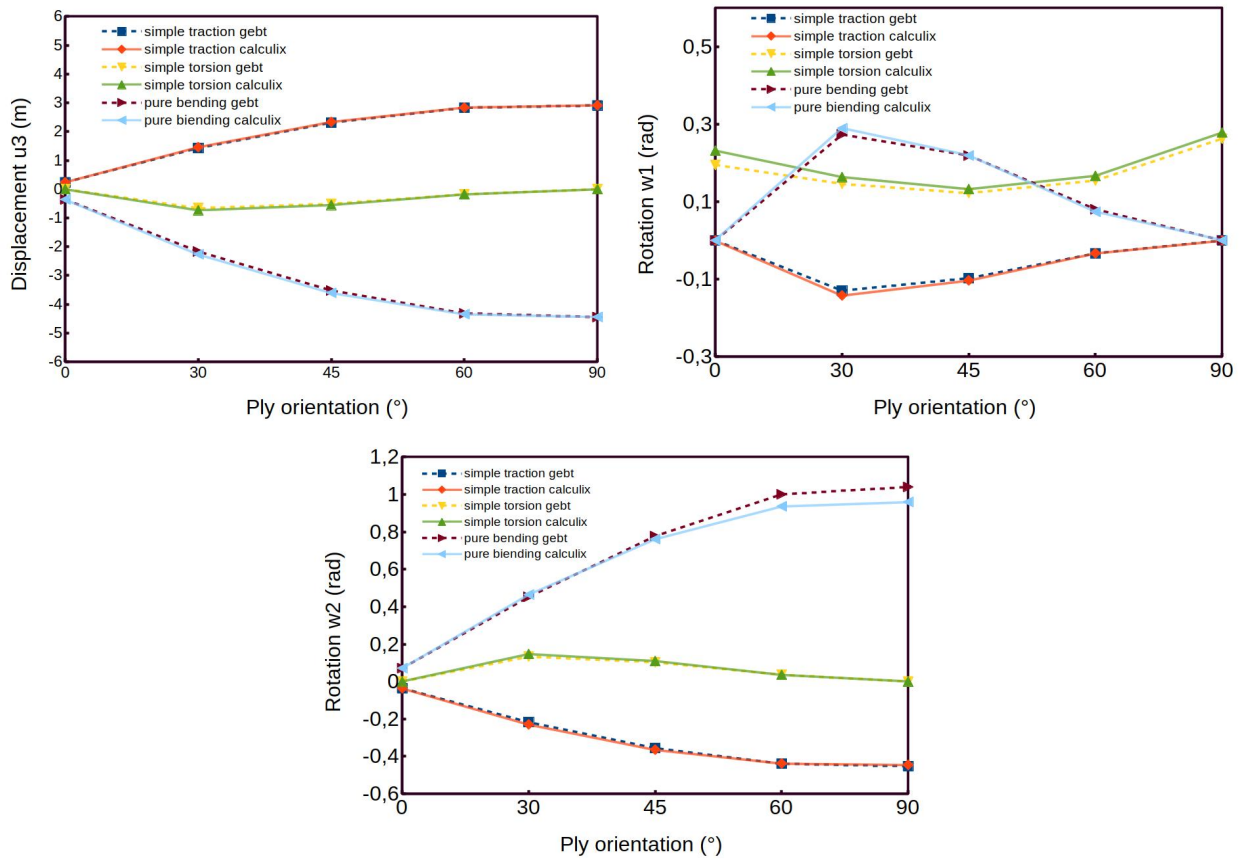 Displacement u3 (m)
6
5
4
3
2
1
0
-1
-2
-3
-4
-5
-6
simple traction gebt
simple traction calculix
simple torsion gebt
simple torsion calculix
pure bending gebt
pure biending calculix
0
30
45
60
90
Ply orientation (°)
Rotation w1 (rad)
0,5
0,3
0,1
-0,1
-0,3
simple traction gebt
simple traction calculix
simple torsion gebt
simple torsion calculix
pure bending gebt
pure biending calculix
0
30
45
60
90
Ply orientation (°)
Rotation w2 (rad)
1,2
1
0,8
0,6
0,4
0,2
0
-0,2
-0,4
-0,6
simple traction gebt
simple traction calculix
simple torsion gebt
simple torsion calculix
pure bending gebt
pure biending calculix
0
30
45
60
90
Ply orientation (°)